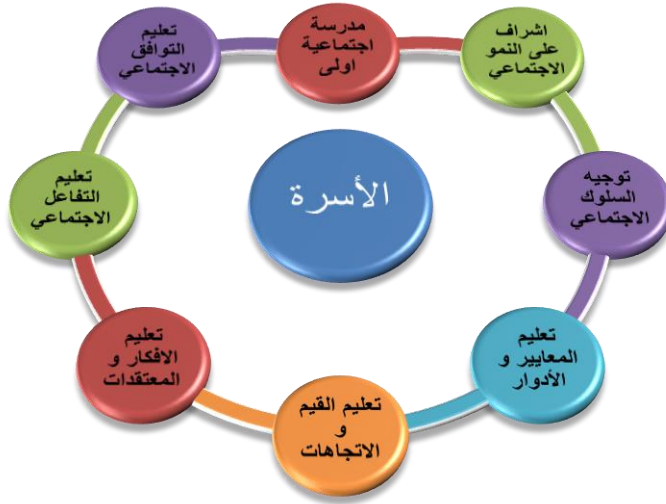 مدرسة
اجتماعية
اولى
اشراف
على النمو
الاجتماعي
توجيه
السلوك
الاجتماعي
تعليم
المعايير و
الأدوار
تعليم القيم
و
الاتجاهات
تعليم
الافكار و
المعتقدات
تعليم
التفاعل
الاجتماعي
تعليم
التوافق
الاجتماعي
الأسرة